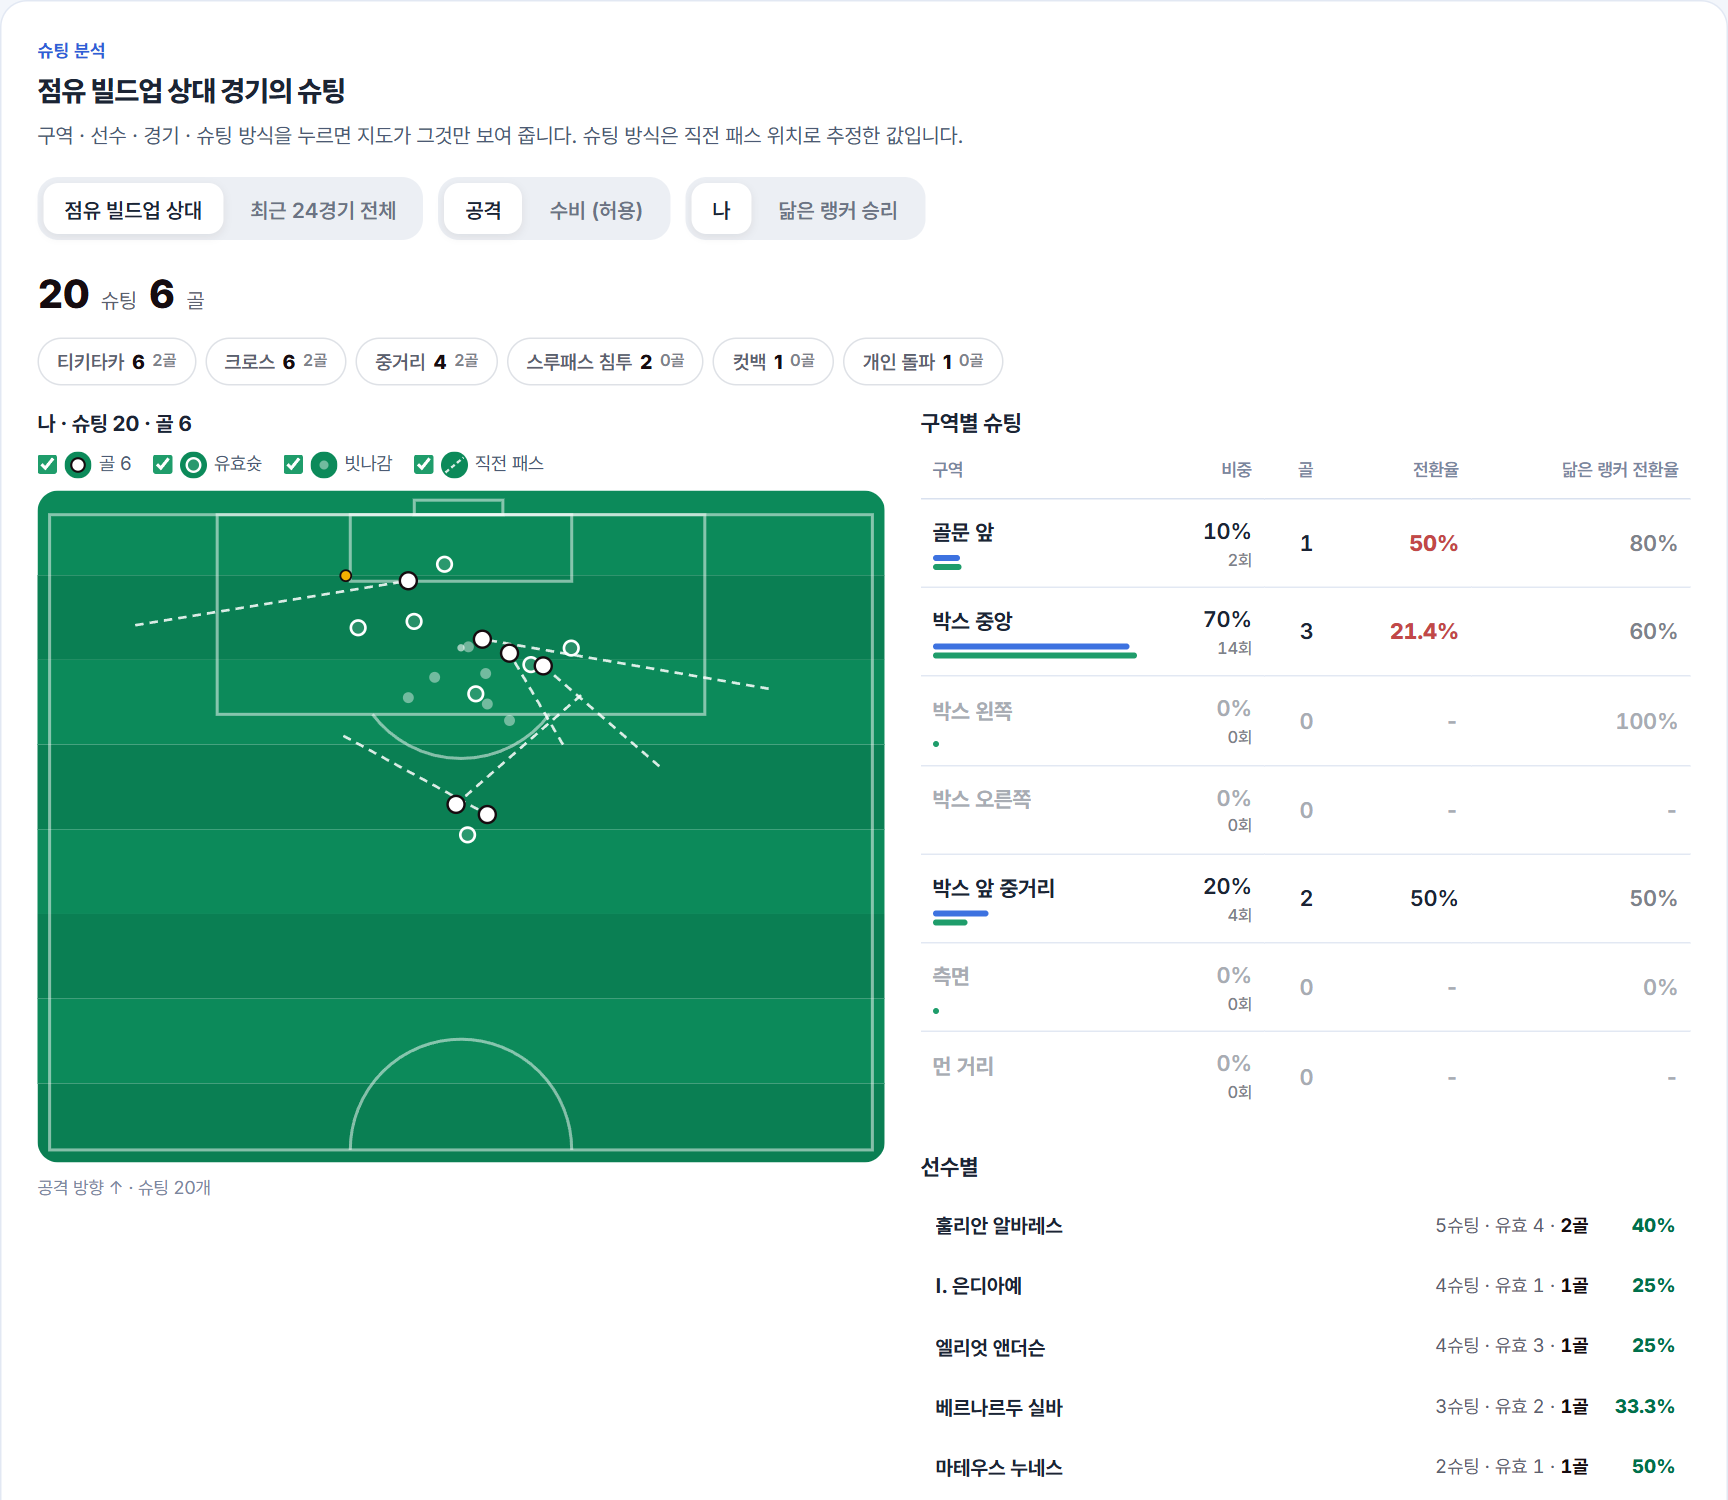 슈팅 분석
점유 빌드업 상대 경기의 슈팅
구역 · 선수 · 경기 · 슈팅 방식을 누르면 지도가 그것만 보여 줍니다. 슈팅 방식은 직전 패스 위치로 추정한 값입니다.
점유 빌드업 상대 최근 24경기 전체 공격 수비 (허용) 나 닮은 랭커 승리
20 슈팅 6 골
티키타카 6 2골 크로스 6 2골 중거리 4 2골 스루패스 침투 2 0골 컷백 1 0골 개인 돌파 1 0골
나 · 슈팅 20 · 골 6
골 6 유효슛 빗나감 직전 패스
공격 방향 ↑ · 슈팅 20개
구역별 슈팅
구역 비중 골 전환율 닮은 랭커 전환율
골문 앞 10% 2회 1 50% 80%
박스 중앙 70% 14회 3 21.4% 60%
박스 왼쪽 0% 0회 0 - 100%
박스 오른쪽 0% 0회 0 - -
박스 앞 중거리 20% 4회 2 50% 50%
측면 0% 0회 0 - 0%
먼 거리 0% 0회 0 - -
선수별
훌리안 알바레스 5슈팅 · 유효 4 · 2골 40%
I. 은디아예 4슈팅 · 유효 1 · 1골 25%
엘리엇 앤더슨 4슈팅 · 유효 3 · 1골 25%
베르나르두 실바 3슈팅 · 유효 2 · 1골 33.3%
마테우스 누네스 2슈팅 · 유효 1 · 1골 50%